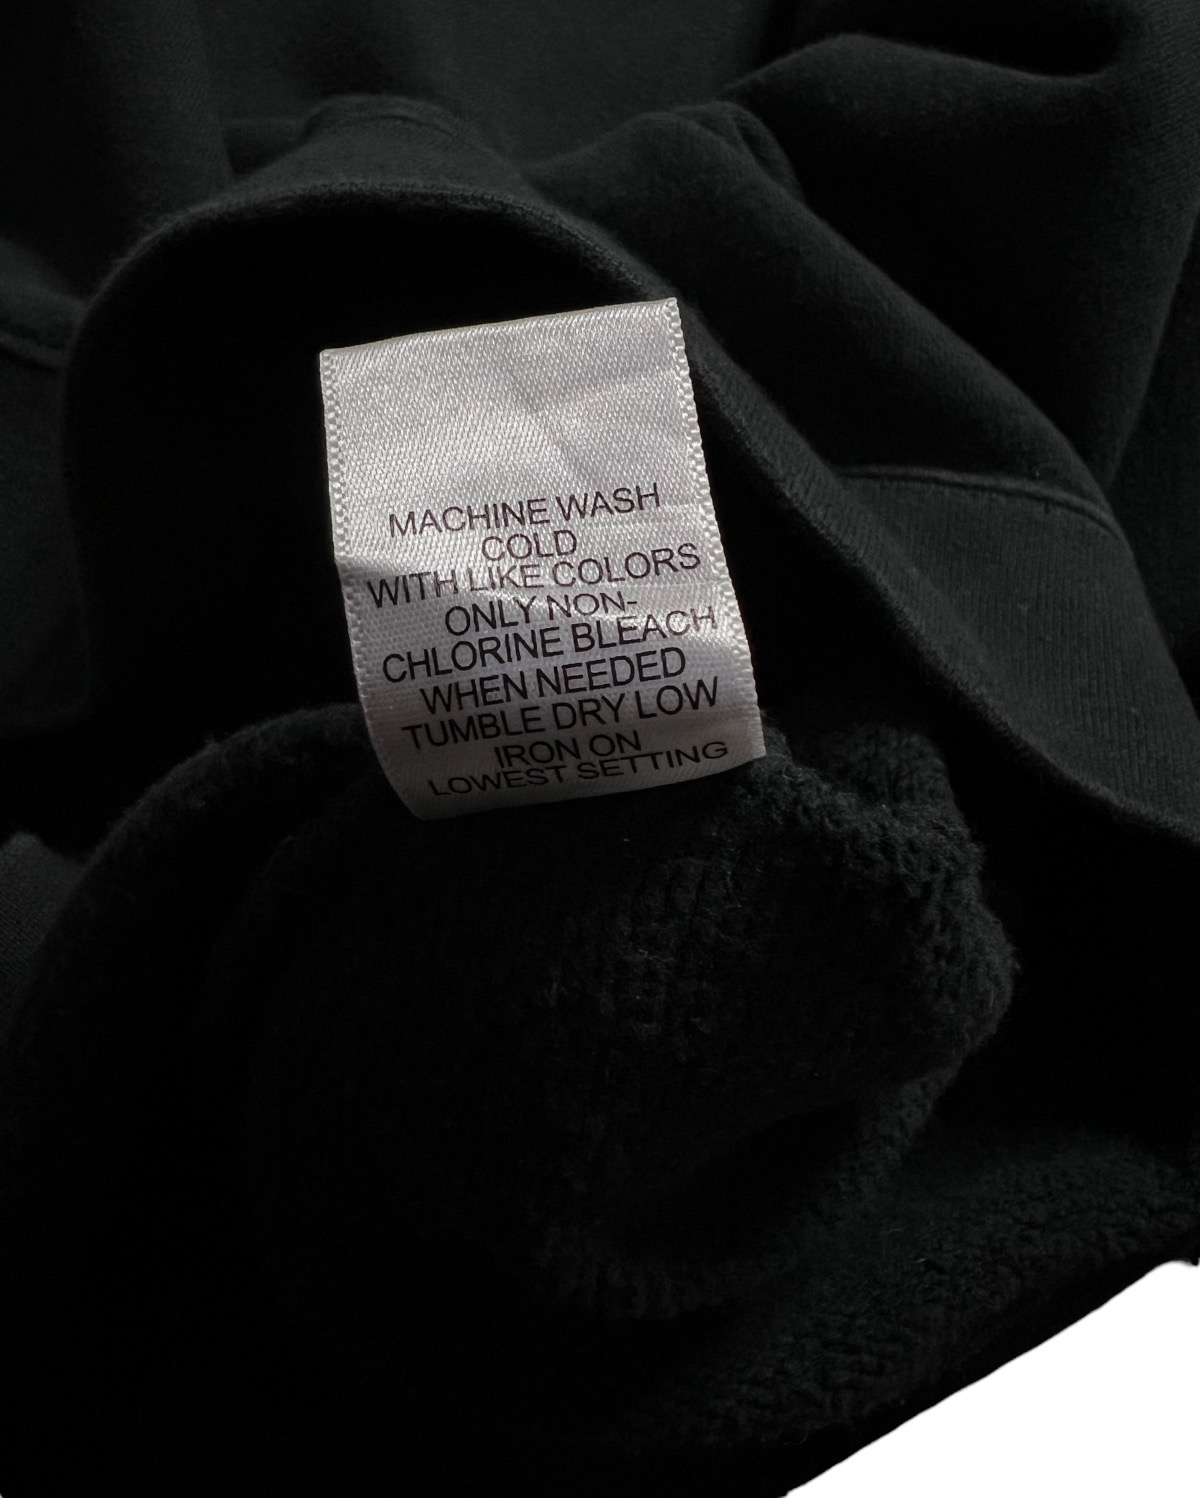 MACHINE WASH
COLD
WITH LIKE COLORS
ONLY NON-
CHLORINE BLEACH
WHEN NEEDED
TUMBLE DRY LOW
IRON ON
LOWEST SETTING